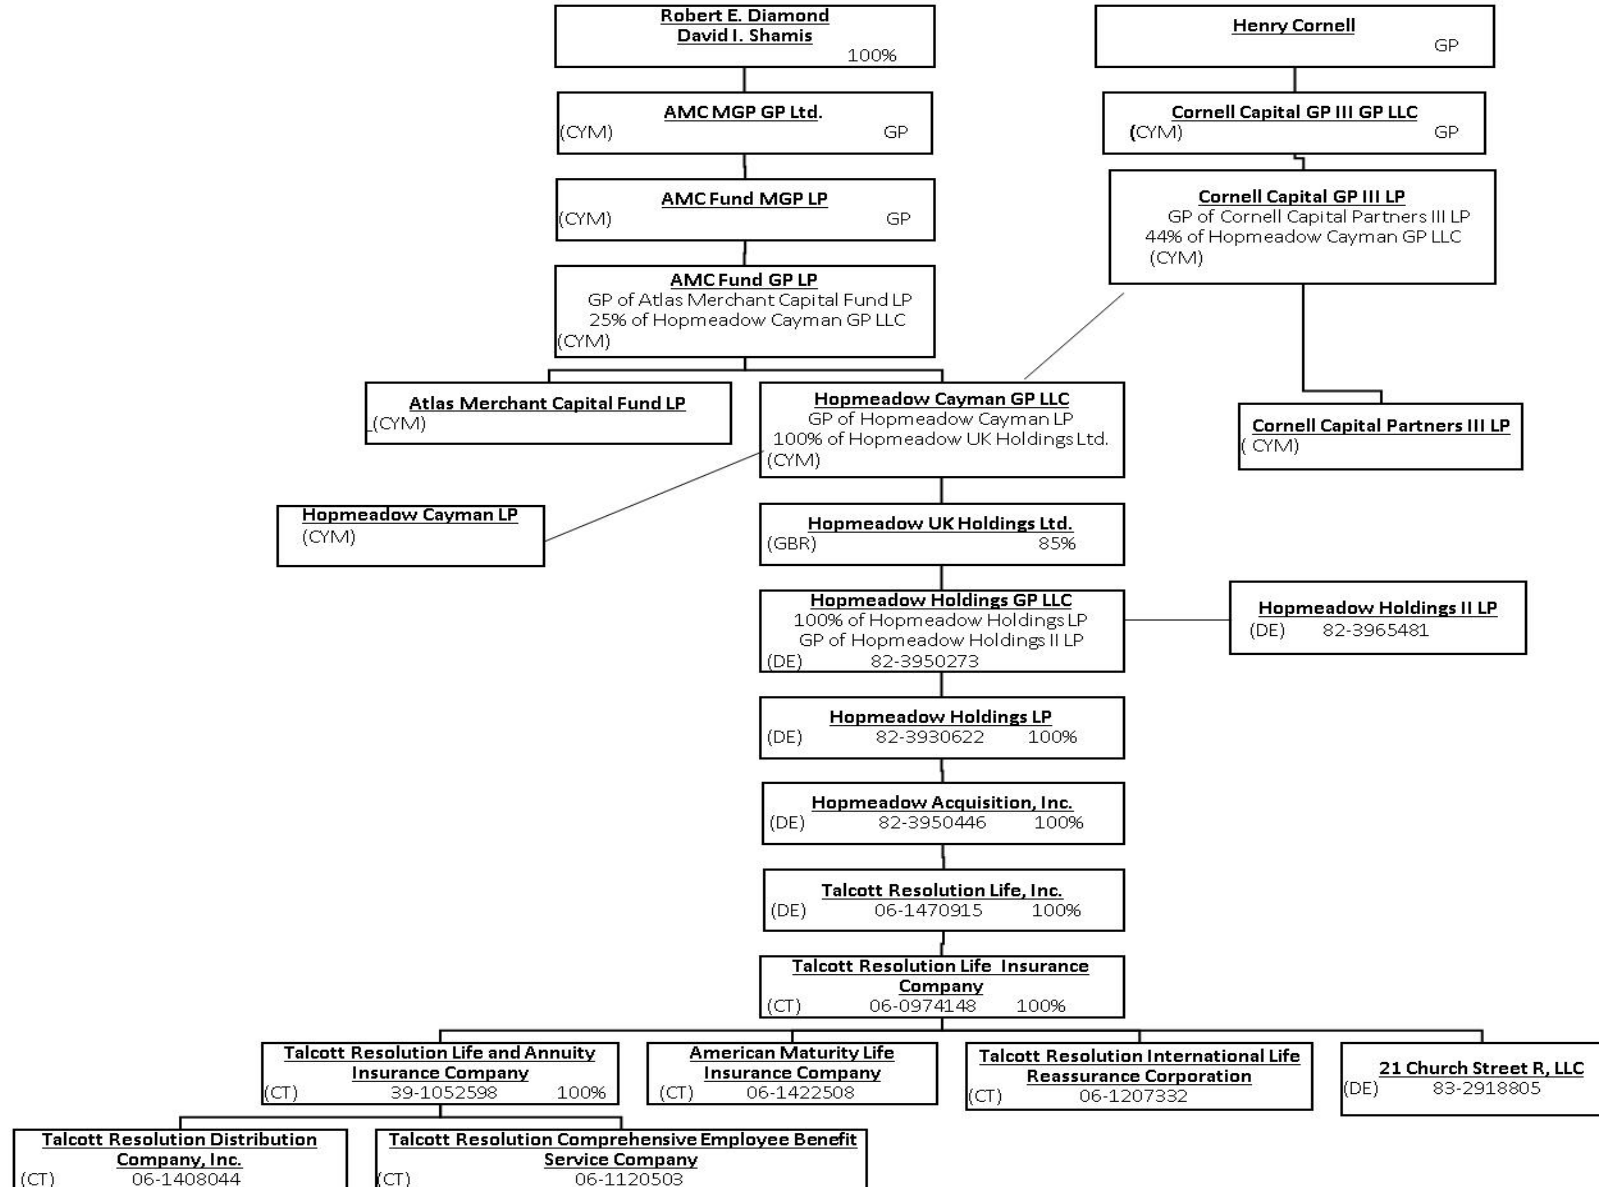 Robert E. Diamond
David I. Shamis
100%
Henry Cornell
GP
AMC MGP GP Ltd.
(CYM) GP
Cornell Capital GP III GP LLC
(CYM) GP
AMC Fund MGP LP
(CYM) GP
Cornell Capital GP III LP
GP of Cornell Capital Partners III LP
44% of Hopmeadow Cayman GP LLC
(CYM)
AMC Fund GP LP
GP of Atlas Merchant Capital Fund LP
25% of Hopmeadow Cayman GP LLC
(CYM)
Atlas Merchant Capital Fund LP
(CYM)
Hopmeadow Cayman GP LLC
GP of Hopmeadow Cayman LP
100% of Hopmeadow UK Holdings Ltd.
(CYM)
Cornell Capital Partners III LP
( CYM)
Hopmeadow Cayman LP
(CYM)
Hopmeadow UK Holdings Ltd.
(GBR) 85%
Hopmeadow Holdings GP LLC
100% of Hopmeadow Holdings LP
GP of Hopmeadow Holdings II LP
(DE) 82-3950273
Hopmeadow Holdings II LP
(DE) 82-3965481
Hopmeadow Holdings LP
(DE) 82-3930622 100%
Hopmeadow Acquisition, Inc.
(DE) 82-3950446 100%
Talcott Resolution Life, Inc.
(DE) 06-1470915 100%
Talcott Resolution Life Insurance
Company
(CT) 06-0974148 100%
Talcott Resolution Life and Annuity
Insurance Company
(CT) 39-1052598 100%
American Maturity Life
Insurance Company
(CT) 06-1422508
Talcott Resolution International Life
Reassurance Corporation
(CT) 06-1207332
21 Church Street R, LLC
(DE) 83-2918805
Talcott Resolution Distribution
Company, Inc.
(CT) 06-1408044
Talcott Resolution Comprehensive Employee Benefit
Service Company
(CT) 06-1120503